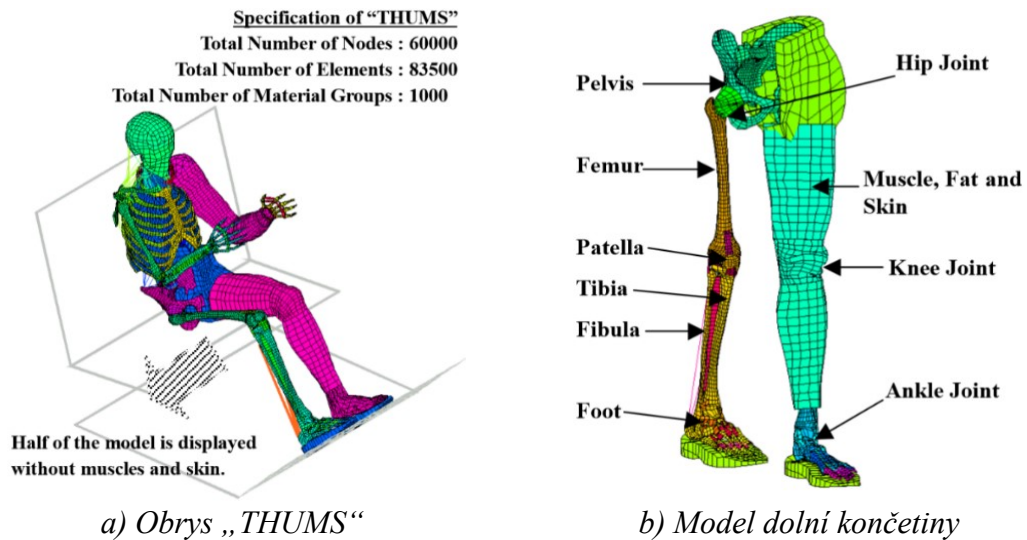 Specification of “THUMS”
Total Number of Nodes : 60000
Total Number of Elements : 83500
Total Number of Material Groups : 1000
Half of the model is displayed
without muscles and skin.
a) Obrys „THUMS“
Hip Joint
Pelvis
Femur
Muscle, Fat and
Skin
Patella
Knee Joint
Tibia
Fibula
Ankle Joint
Foot
b) Model dolní končetiny